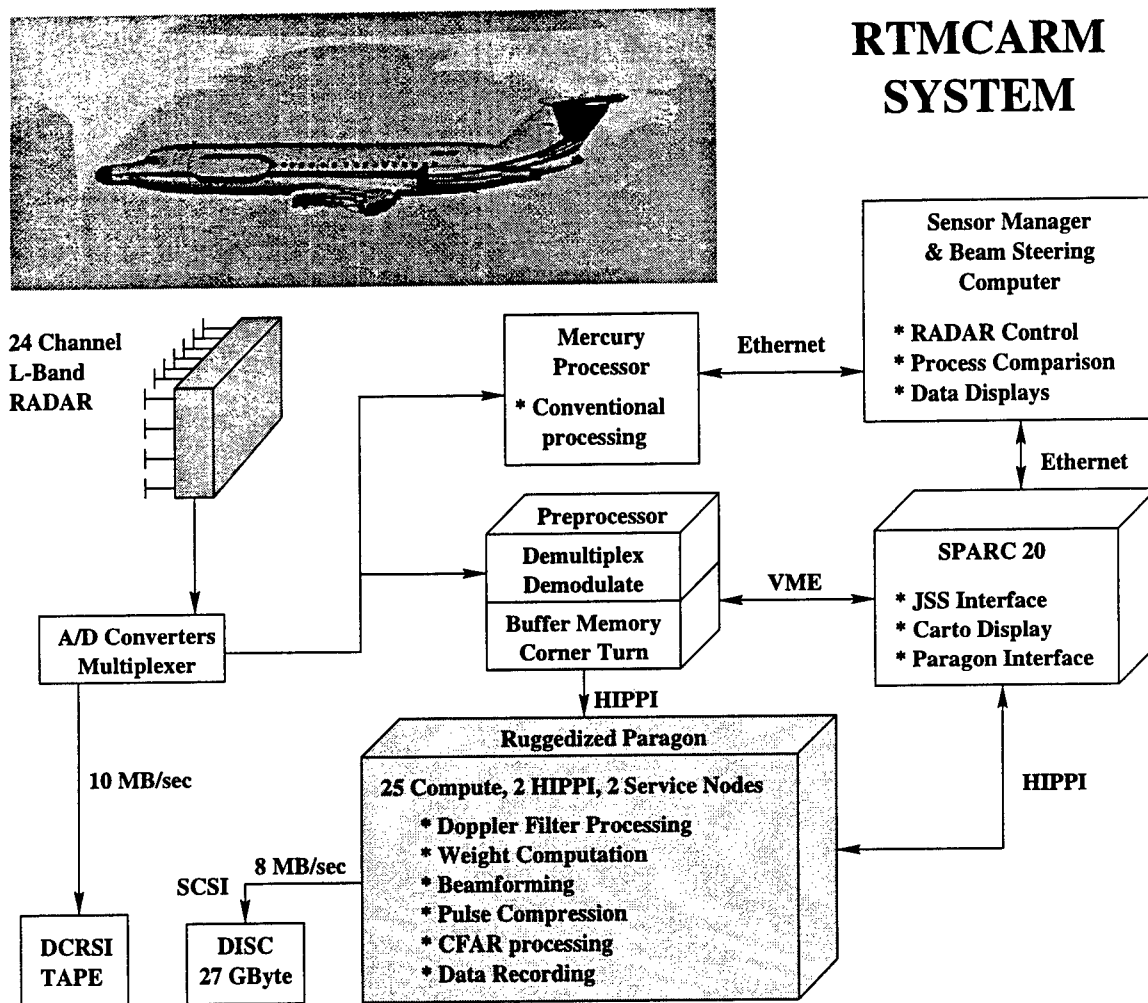 RTMCARM
SYSTEM
24 Channel
L-Band
RADAR
Mercury
Processor
* Conventional
processing
Ethernet
Sensor Manager
& Beam Steering
Computer
* RADAR Control
* Process Comparison
* Data Displays
Ethernet
Preprocessor
Demultiplex
Demodulate
Buffer Memory
Corner Turn
VME
SPARC 20
* JSS Interface
* Carto Display
* Paragon Interface
A/D Converters
Multiplexer
HIPPI
HIPPI
10 MB/sec
Ruggedized Paragon
25 Compute, 2 HIPPI, 2 Service Nodes
* Doppler Filter Processing
* Weight Computation
* Beamforming
* Pulse Compression
* CFAR processing
* Data Recording
8 MB/sec
SCSI
DCRSI
TAPE
DISC
27 GByte